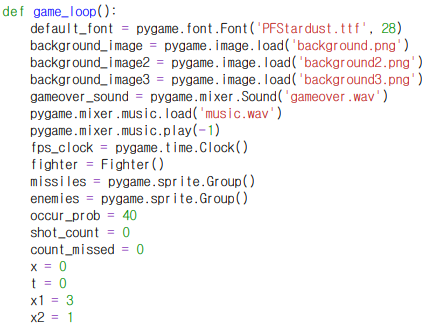 def game_loop():
    default_font = pygame.font.Font('PFStardust.ttf', 28)
    background_image = pygame.image.load('background.png')
    background_image2 = pygame.image.load('background2.png')
    background_image3 = pygame.image.load('background3.png')
    gameover_sound = pygame.mixer.Sound('gameover.wav')
    pygame.mixer.music.load('music.wav')
    pygame.mixer.music.play(-1)
    fps_clock = pygame.time.Clock()
    fighter = Fighter()
    missiles = pygame.sprite.Group()
    enemies = pygame.sprite.Group()
    occur_prob = 40
    shot_count = 0
    count_missed = 0
    x = 0
    t = 0
    x1 = 3
    x2 = 1